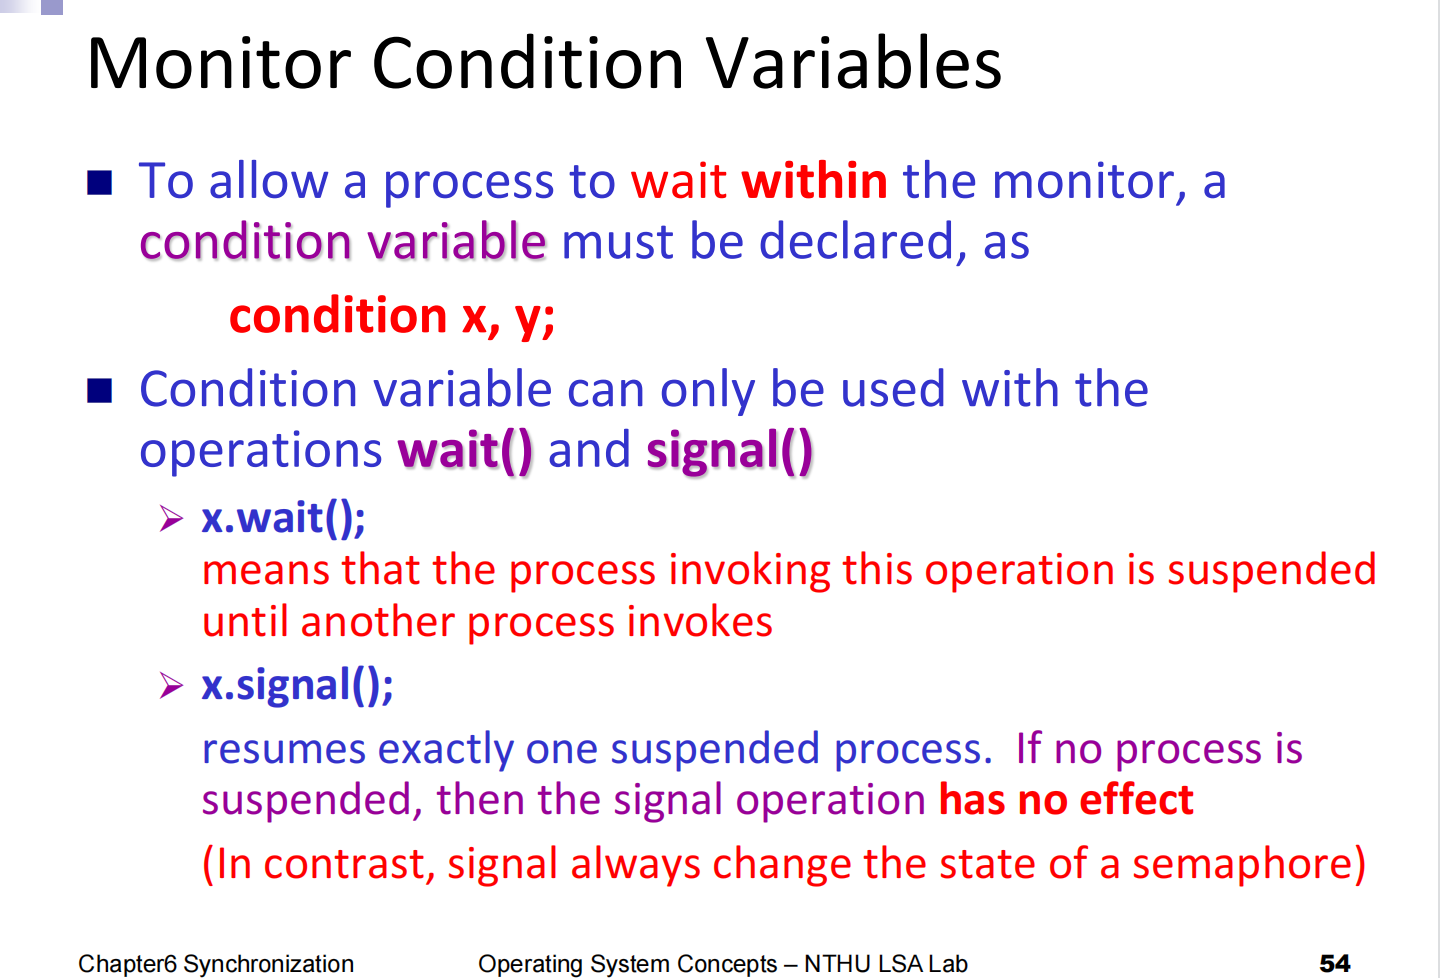 Monitor Condition Variables
To allow a process to wait within the monitor, a
condition variable must be declared, as
condition x, y;
Condition variable can only be used with the
operations wait() and signal()
x.wait();
means that the process invoking this operation is suspended
until another process invokes
x.signal();
resumes exactly one suspended process. If no process is
suspended, then the signal operation has no effect
(In contrast, signal always change the state of a semaphore)
Chapter6 Synchronization
Operating System Concepts – NTHU LSA Lab
54